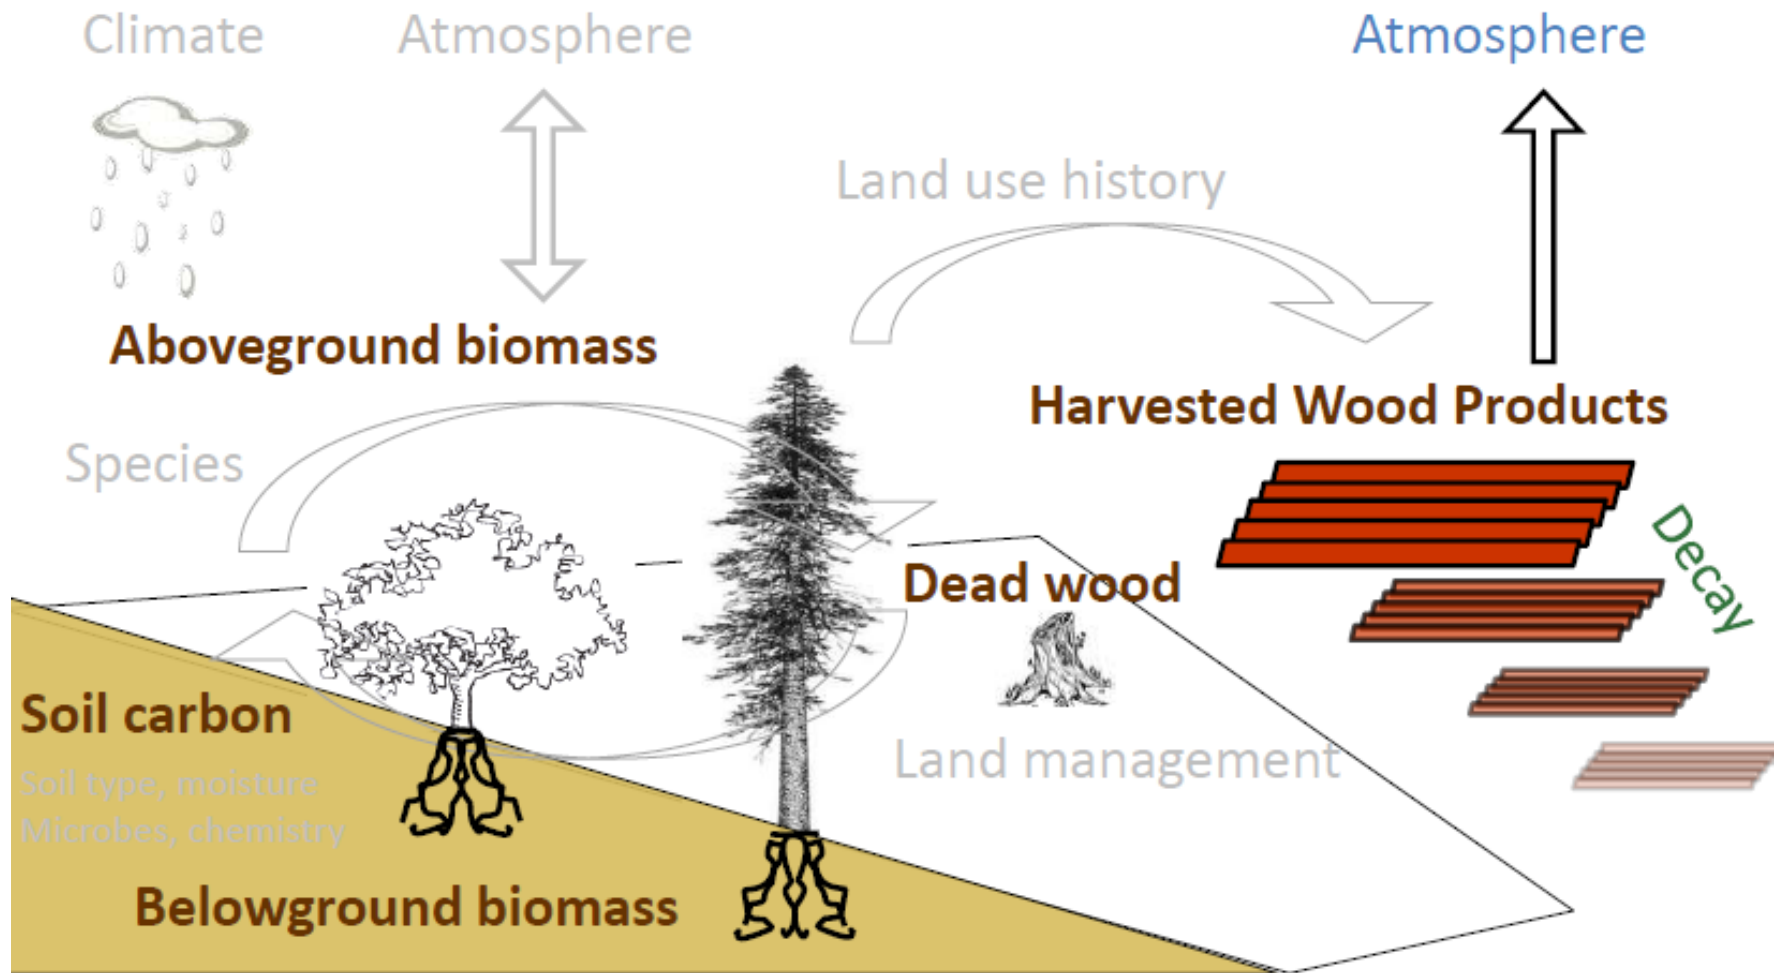 Climate
Atmosphere
Atmosphere
Land use history
Aboveground biomass
Harvested Wood Products
Species
Decay
Dead wood
Soil carbon
Land management
Soil type, moisture
Microbes, chemistry
Belowground biomass